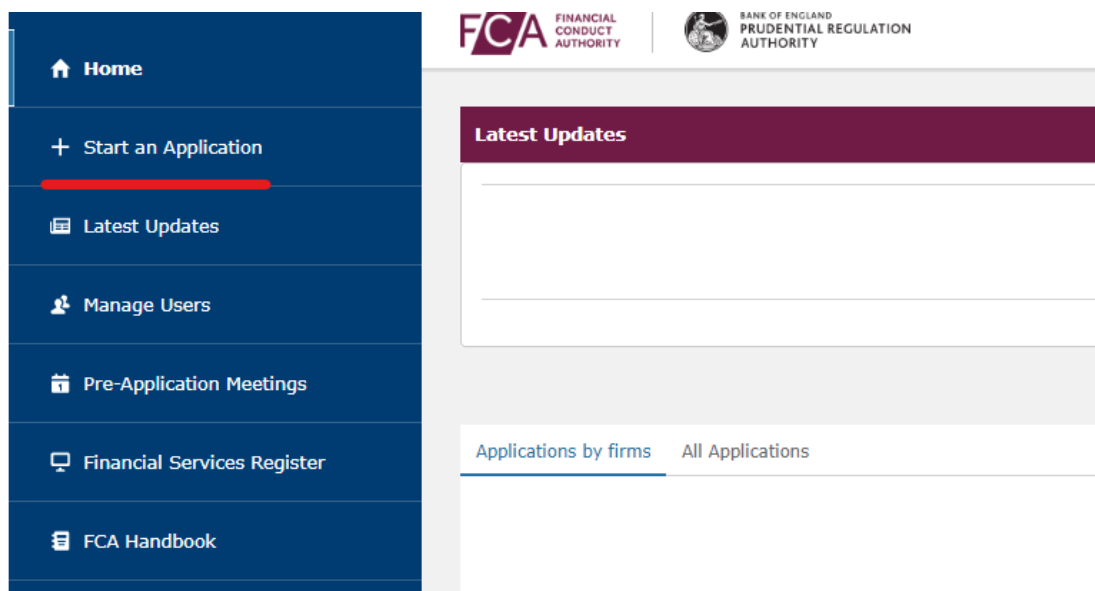 FCA FINANCIAL
CONDUCT
AUTHORITY
BANK OF ENGLAND
PRUDENTIAL REGULATION
AUTHORITY
Home
Start an Application
Latest Updates
Manage Users
Pre-Application Meetings
Financial Services Register
FCA Handbook
Latest Updates
Applications by firms All Applications